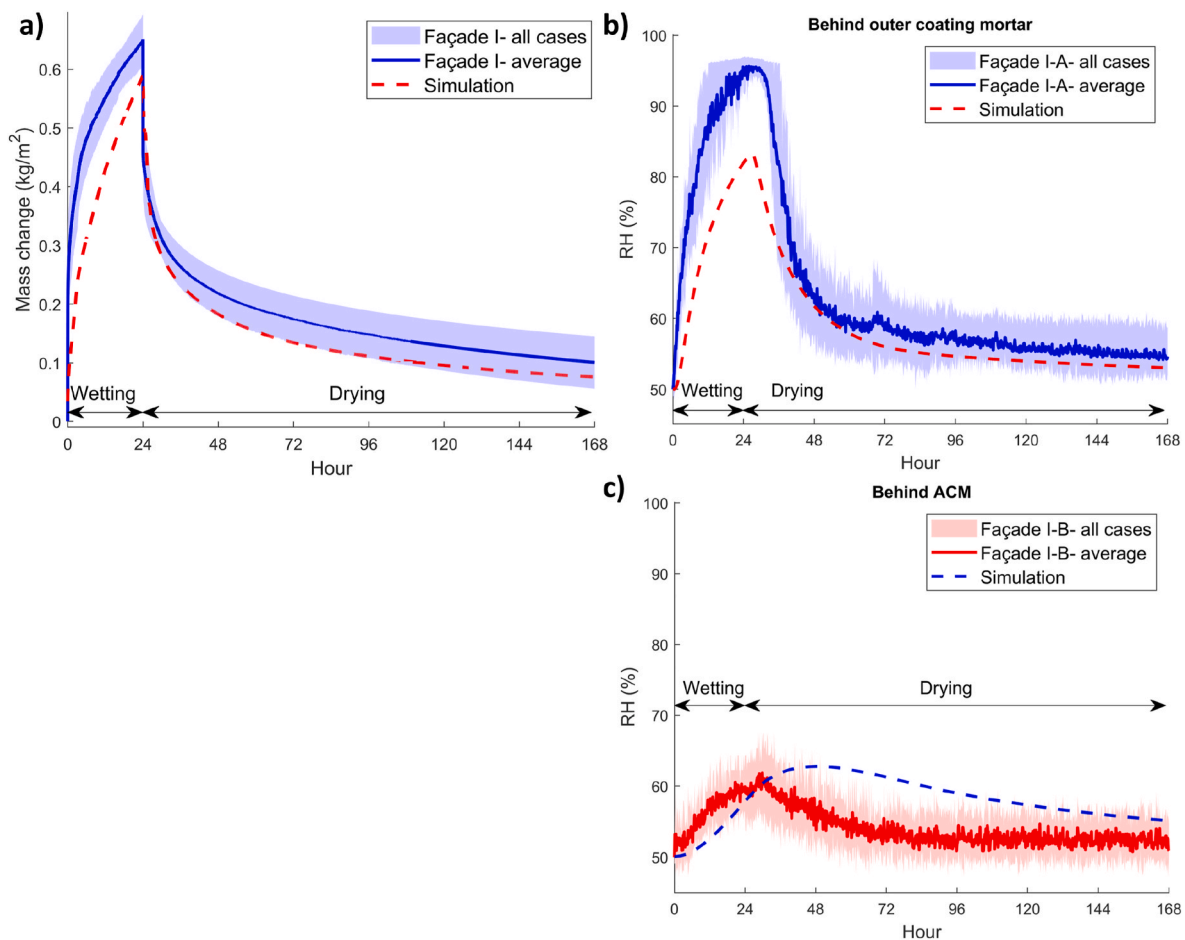 a)
Façade I- all cases
Façade I- average
Simulation
Mass change (kg/m²)
0.6
0.5
0.4
0.3
0.2
0.1
0
Wetting
Drying
0 24 48 72 96 120 144 168
Hour
b)
Behind outer coating mortar
Façade I-A- all cases
Façade I-A- average
Simulation
RH (%)
100
90
80
70
60
50
Wetting
Drying
0 24 48 72 96 120 144 168
Hour
c)
Behind ACM
Façade I-B- all cases
Façade I-B- average
Simulation
RH (%)
100
90
80
70
60
50
Wetting
Drying
0 24 48 72 96 120 144 168
Hour